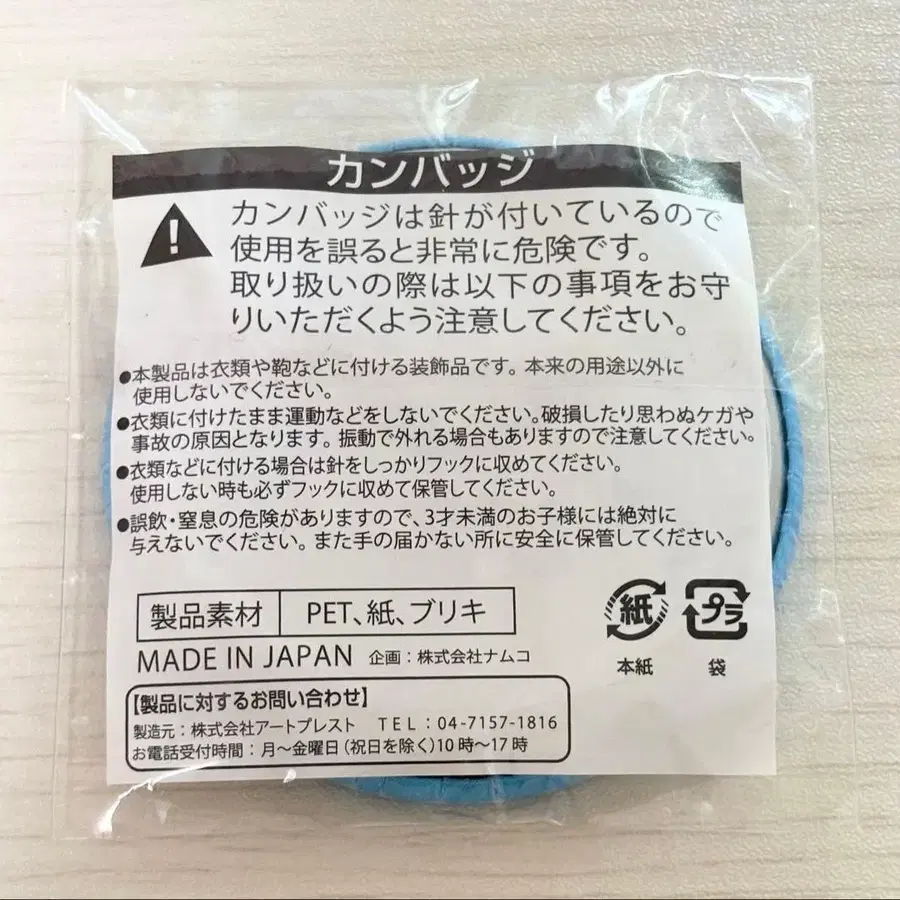 カンバッジ
カンバッジは針が付いているので
使用を誤ると非常に危険です。
取り扱いの際は以下の事項をお守
りいただくよう注意してください。
●本製品は衣類や鞄などに付ける装飾品です。本来の用途以外に
使用しないでください。
●衣類に付けたまま運動などをしないでください。破損したり思わぬケガや
事故の原因となります。振動で外れる場合もありますので注意してください。
●衣類などに付ける場合は針をしっかりフックに収めてください。
使用しない時も必ずフックに収めて保管してください。
●誤飲・窒息の危険がありますので、3才未満のお子様には絶対に
与えないでください。また手の届かない所に安全に保管してください。
製品素材 PET、紙、ブリキ
紙 プラ
本紙 袋
MADE IN JAPAN 企画：株式会社ナムコ
【製品に対するお問い合わせ】
製造元：株式会社アートプレスト TEL：04-7157-1816
お電話受付時間：月〜金曜日（祝日を除く）10時〜17時